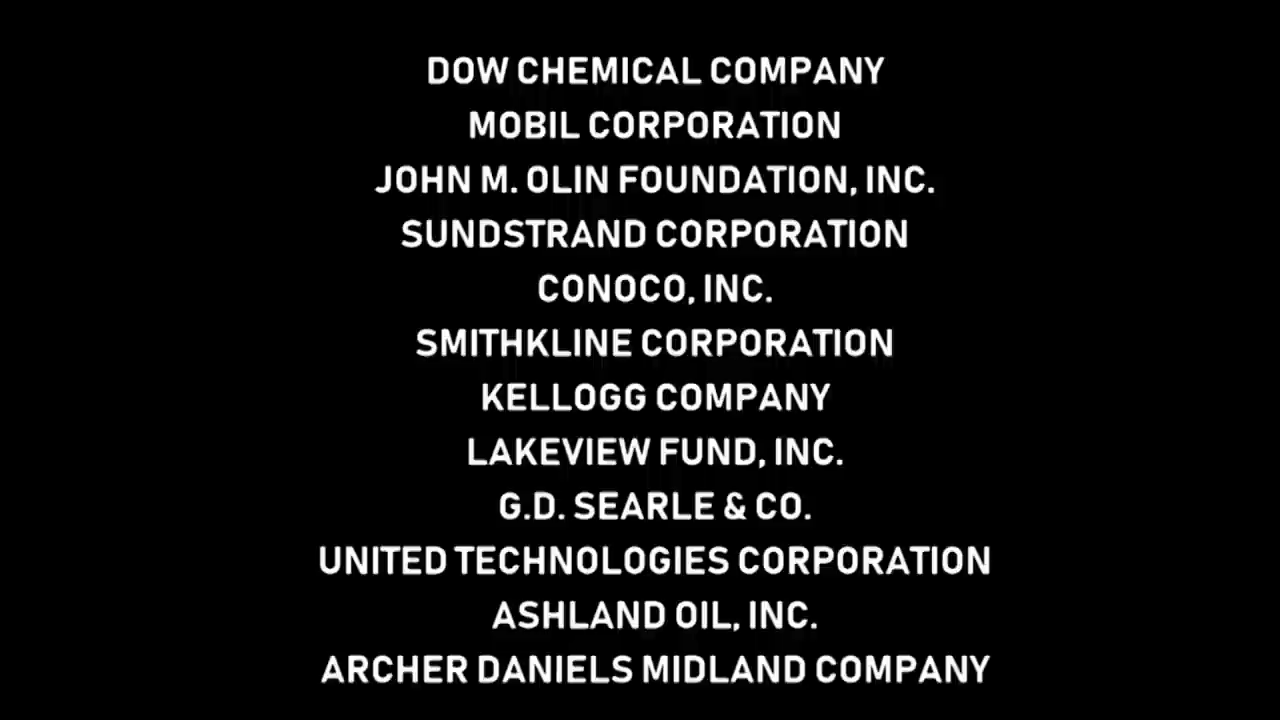 DOW CHEMICAL COMPANY
MOBIL CORPORATION
JOHN M. OLIN FOUNDATION, INC.
SUNDSTRAND CORPORATION
CONOCO, INC.
SMITHKLINE CORPORATION
KELLOGG COMPANY
LAKEVIEW FUND, INC.
G.D. SEARLE & CO.
UNITED TECHNOLOGIES CORPORATION
ASHLAND OIL, INC.
ARCHER DANIELS MIDLAND COMPANY